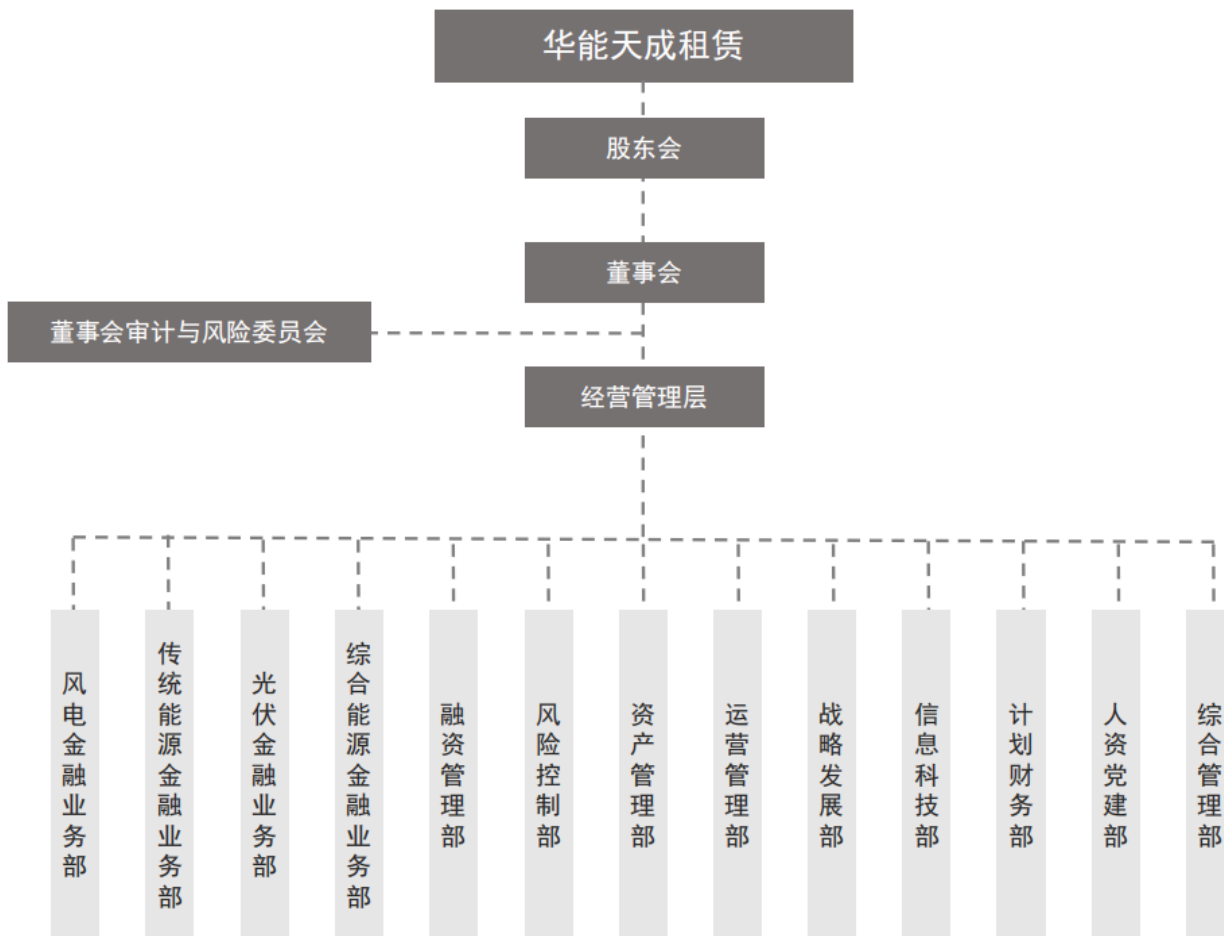 华能天成租赁
股东会
董事会
董事会审计与风险委员会
经营管理层
风电金融业务部
传统能源金融业务部
光伏金融业务部
综合能源金融业务部
融资管理部
风险控制部
资产管理部
运营管理部
战略发展部
信息科技部
计划财务部
人资党建部
综合管理部